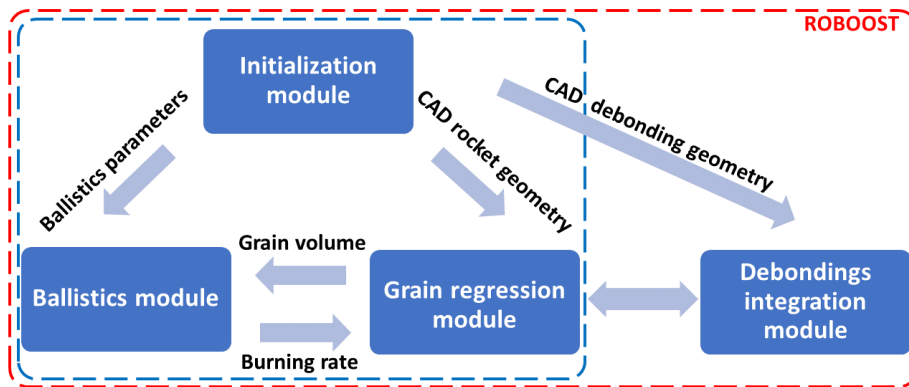 ROBOOST
Initialization
module
Ballistics parameters
CAD rocket geometry
CAD  debonding geometry
Grain volume
Ballistics module
Grain regression
module
Debondings
integration
module
Burning rate